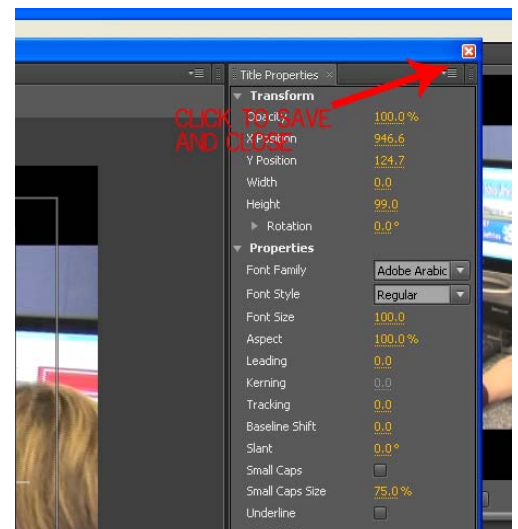 Title Properties ×
Transform
Opacity 100.0 %
X Position 946.6
Y Position 124.7
Width 0.0
Height 99.0
Rotation 0.0 °
Properties
Font Family Adobe Arabic
Font Style Regular
Font Size 100.0
Aspect 100.0 %
Leading 0.0
Kerning 0.0
Tracking 0.0
Baseline Shift 0.0
Slant 0.0 °
Small Caps
Small Caps Size 75.0 %
Underline
CLICK TO SAVE
AND CLOSE